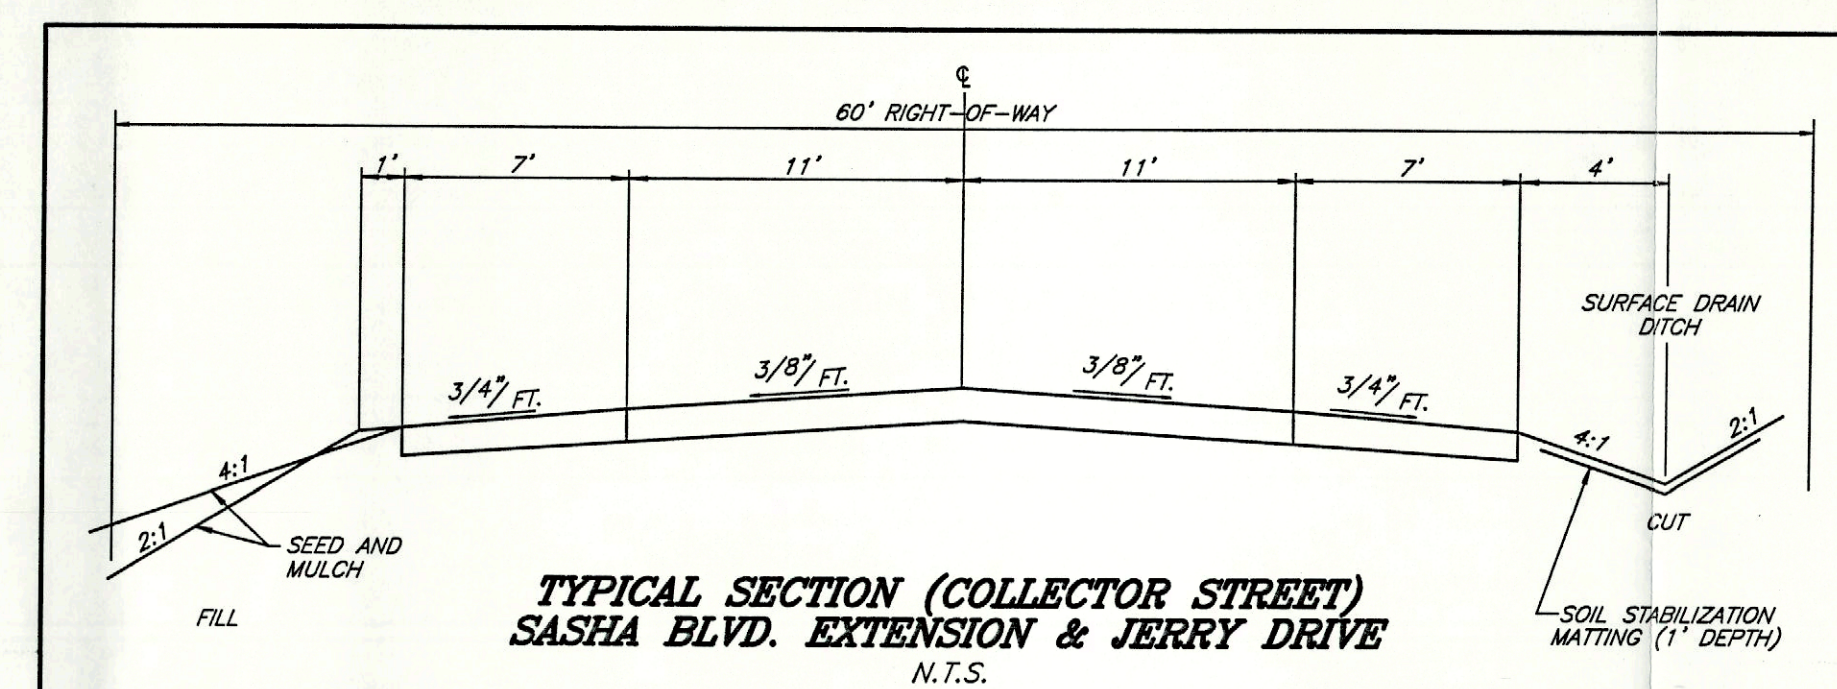 ℄
60' RIGHT-OF-WAY
1' 7' 11' 11' 7' 4'
SURFACE DRAIN
DITCH
3/4"/FT. 3/8"/FT. 3/8"/FT. 3/4"/FT.
4:1 2:1
4:1
2:1
SEED AND
MULCH
CUT
FILL
SOIL STABILIZATION
MATTING (1' DEPTH)
TYPICAL SECTION (COLLECTOR STREET)
SASHA BLVD. EXTENSION & JERRY DRIVE
N.T.S.